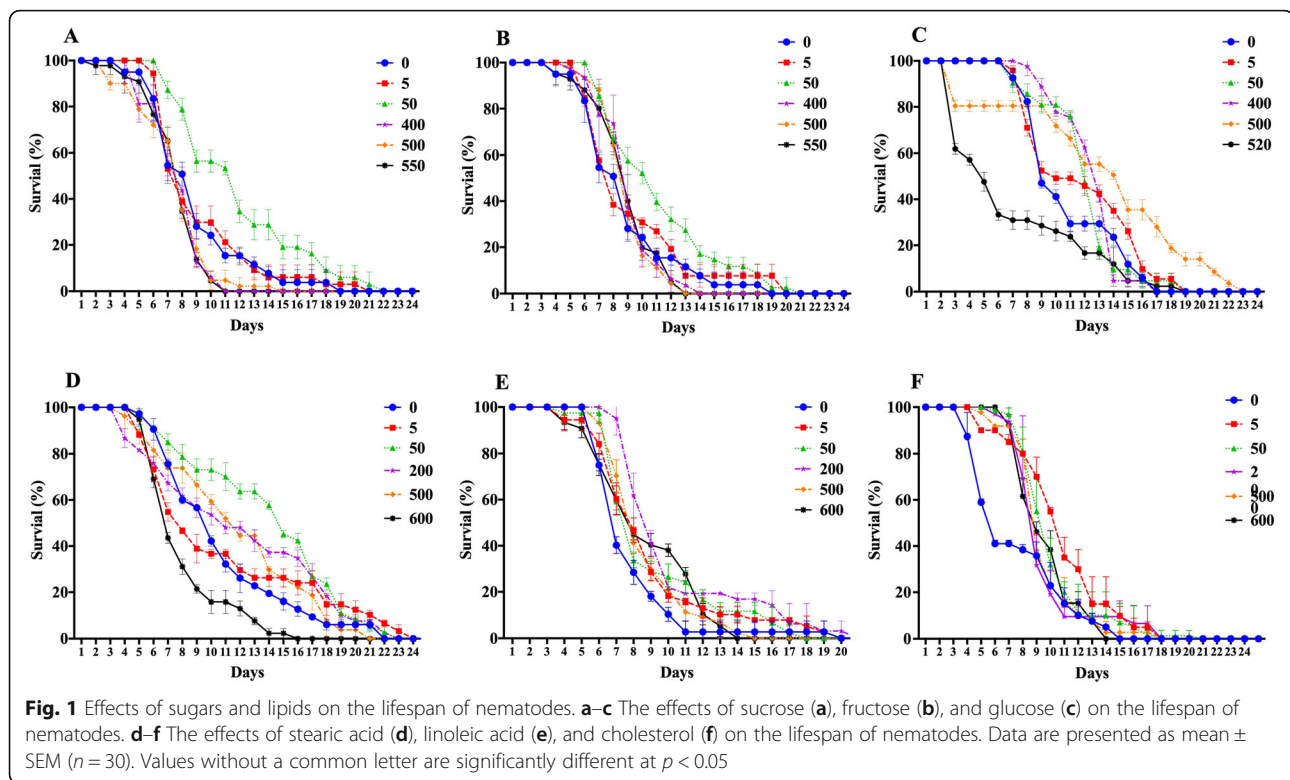 A
Survial (%)
100
80
60
40
20
0
1 2 3 4 5 6 7 8 9 10 11 12 13 14 15 16 17 18 19 20 21 22 23 24
Days
0
5
50
400
500
550
B
Survial (%)
100
80
60
40
20
0
1 2 3 4 5 6 7 8 9 10 11 12 13 14 15 16 17 18 19 20 21 22 23 24
Days
0
5
50
400
500
550
C
Survial (%)
100
80
60
40
20
0
1 2 3 4 5 6 7 8 9 10 11 12 13 14 15 16 17 18 19 20 21 22 23 24
Days
0
5
50
400
500
520
D
Survial (%)
100
80
60
40
20
0
1 2 3 4 5 6 7 8 9 10 11 12 13 14 15 16 17 18 19 20 21 22 23 24
Days
0
5
50
200
500
600
E
Survial (%)
100
80
60
40
20
0
1 2 3 4 5 6 7 8 9 10 11 12 13 14 15 16 17 18 19 20
Days
0
5
50
200
500
600
F
Survial (%)
100
80
60
40
20
0
1 2 3 4 5 6 7 8 9 10 11 12 13 14 15 16 17 18 19 20 21 22 23 24
Days
0
5
50
2
0
500
0
600
Fig. 1 Effects of sugars and lipids on the lifespan of nematodes. a–c The effects of sucrose (a), fructose (b), and glucose (c) on the lifespan of
nematodes. d–f The effects of stearic acid (d), linoleic acid (e), and cholesterol (f) on the lifespan of nematodes. Data are presented as mean ±
SEM (n = 30). Values without a common letter are significantly different at p < 0.05